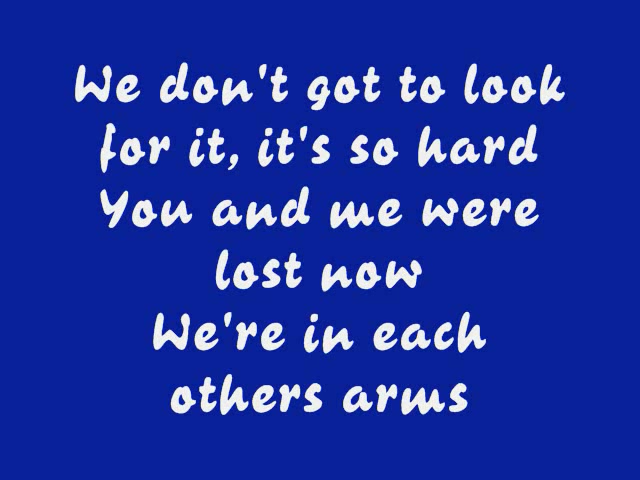 We don't got to look
for it, it's so hard
You and me were
lost now
We're in each
others arms